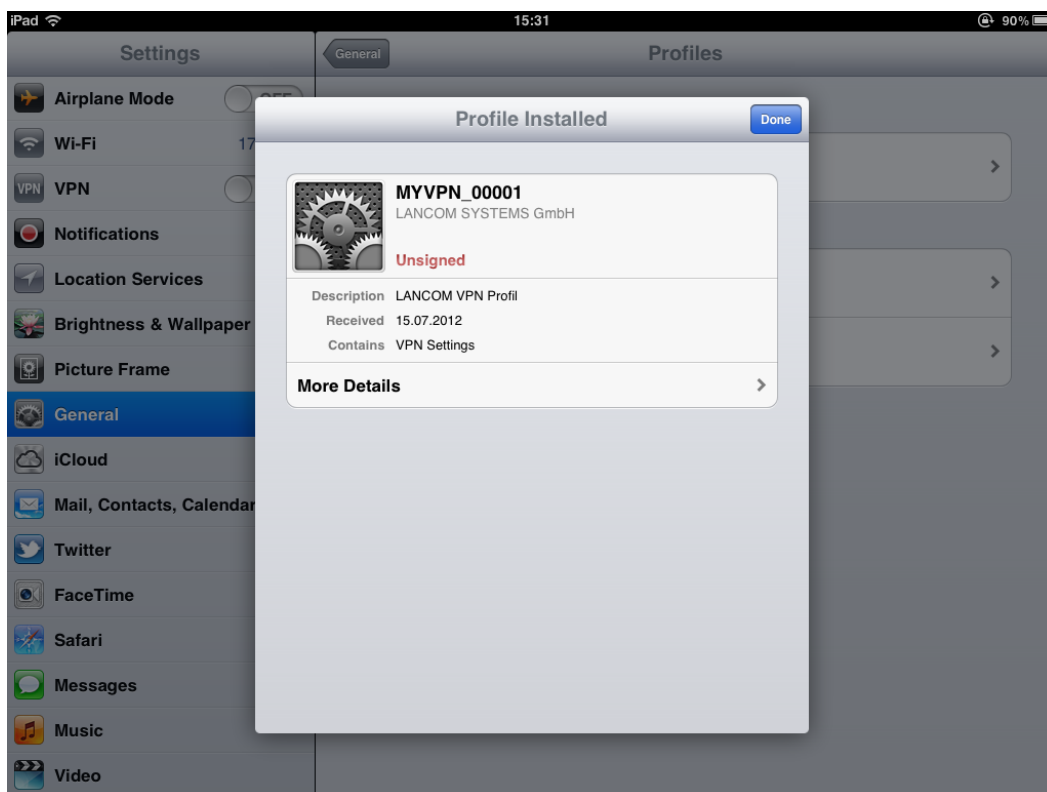 iPad 15:31 90%
Settings
General
Profiles
Airplane Mode
Wi-Fi 17
VPN VPN
Notifications
Location Services
Brightness & Wallpaper
Picture Frame
General
iCloud
Mail, Contacts, Calendar
Twitter
FaceTime
Safari
Messages
Music
Video
Profile Installed
Done
MYVPN_00001
LANCOM SYSTEMS GmbH
Unsigned
Description LANCOM VPN Profil
Received 15.07.2012
Contains VPN Settings
More Details